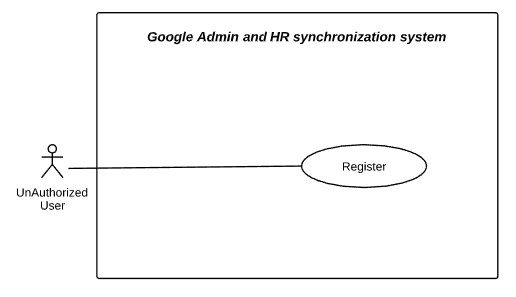 Google Admin and HR synchronization system
Register
UnAuthorized
User